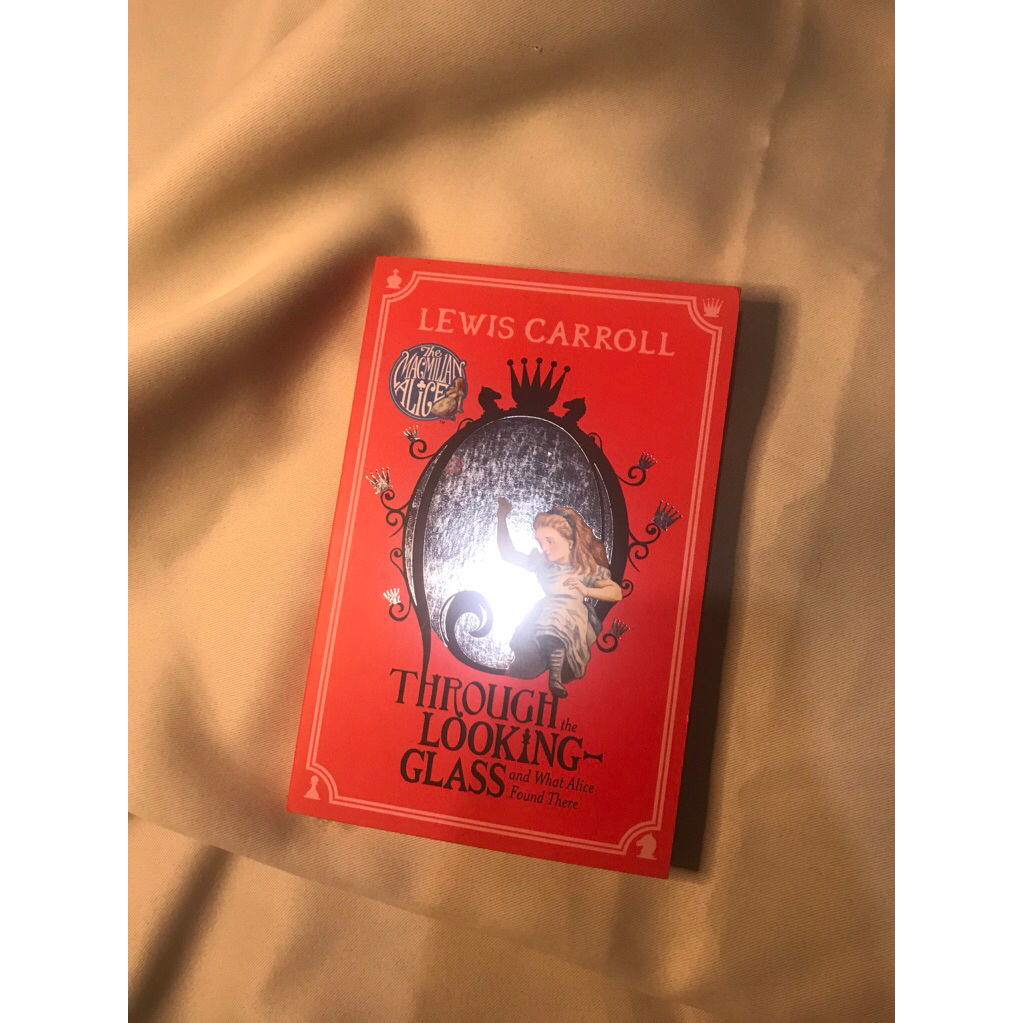 LEWIS CARROLL
The
MACMILLAN
ALICE
THROUGH the
LOOKING-
GLASS and What Alice
Found There